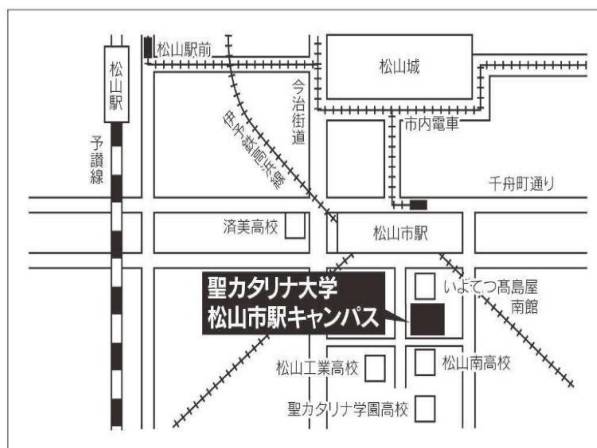 松山駅前
松山駅
松山城
今治街道
市内電車
予讃線
伊予鉄高浜線
千舟町通り
済美高校
松山市駅
聖カタリナ大学
松山市駅キャンパス
いよてつ髙島屋
南館
松山工業高校
松山南高校
聖カタリナ学園高校